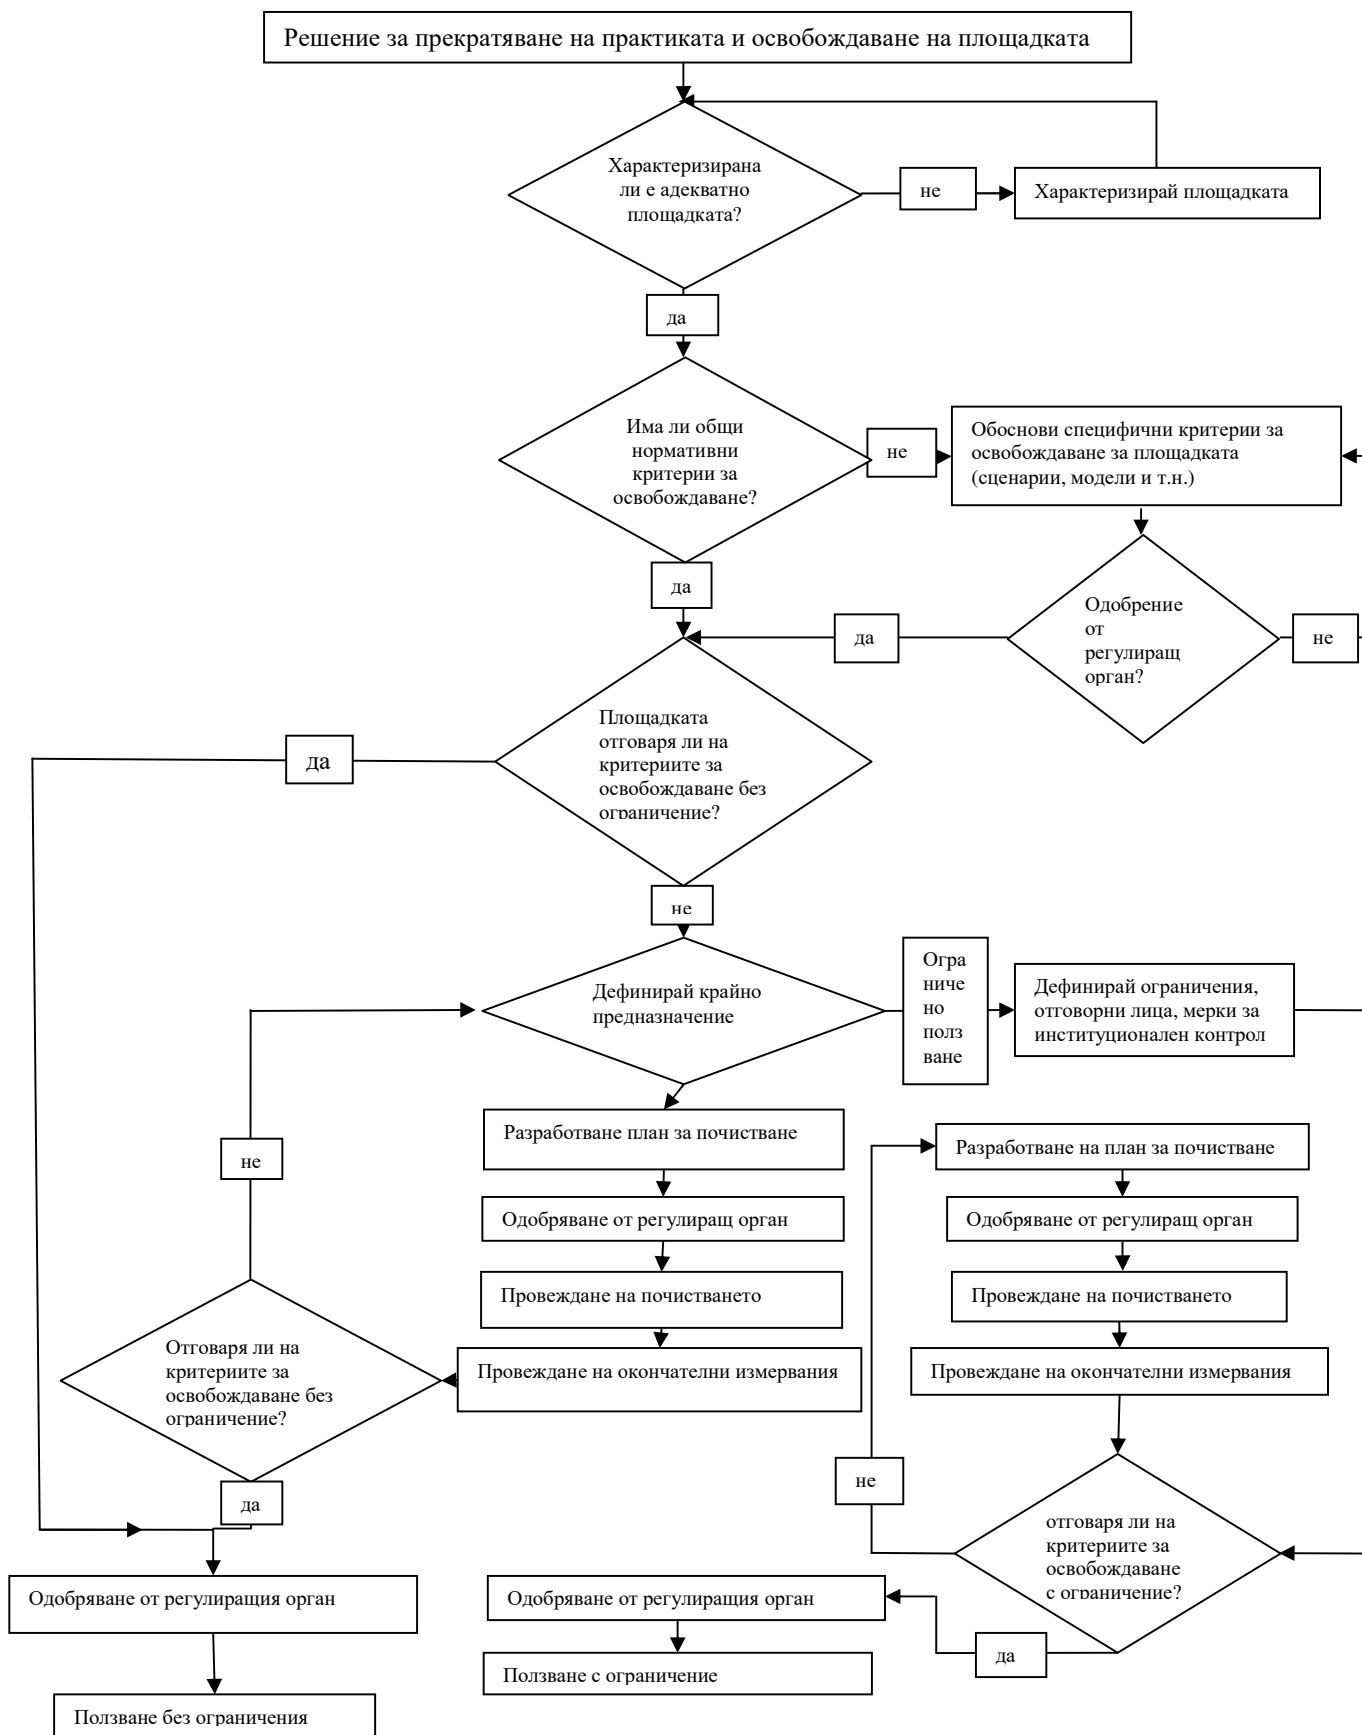 Решение за прекратяване на практиката и освобождаване на площадката
Характеризирана
ли е адекватно
площадката?
не
Характеризирай площадката
да
Има ли общи
нормативни
критерии за
освобождаване?
не
Обоснови специфични критерии за
освобождаване за площадката
(сценарии, модели и т.н.)
да
Одобрение
от
регулиращ
орган?
да
не
Площадката
отговаря ли на
критериите за
освобождаване без
ограничение?
да
не
Дефинирай крайно
предназначение
Огра
ниче
но
полз
ване
Дефинирай ограничения,
отговорни лица, мерки за
институционален контрол
Разработване план за почистване
Одобряване от регулиращ орган
Провеждане на почистването
Провеждане на окончателни измервания
не
Отговаря ли на
критериите за
освобождаване без
ограничение?
да
Разработване на план за почистване
Одобряване от регулиращ орган
Провеждане на почистването
Провеждане на окончателни измервания
не
отговаря ли на
критериите за
освобождаване
с ограничение?
да
Одобряване от регулиращия орган
Ползване без ограничения
Одобряване от регулиращия орган
Ползване с ограничение